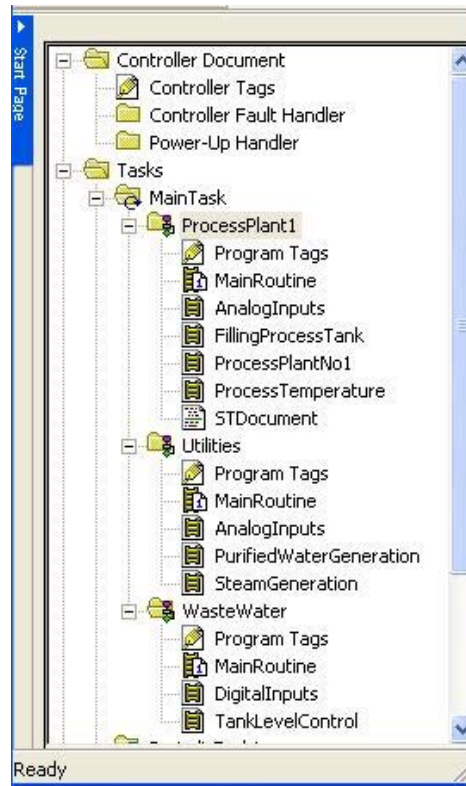 Start Page
Controller Document
Controller Tags
Controller Fault Handler
Power-Up Handler
Tasks
MainTask
ProcessPlant1
Program Tags
MainRoutine
AnalogInputs
FillingProcessTank
ProcessPlantNo1
ProcessTemperature
STDocument
Utilities
Program Tags
MainRoutine
AnalogInputs
PurifiedWaterGeneration
SteamGeneration
WasteWater
Program Tags
MainRoutine
DigitalInputs
TankLevelControl
Ready